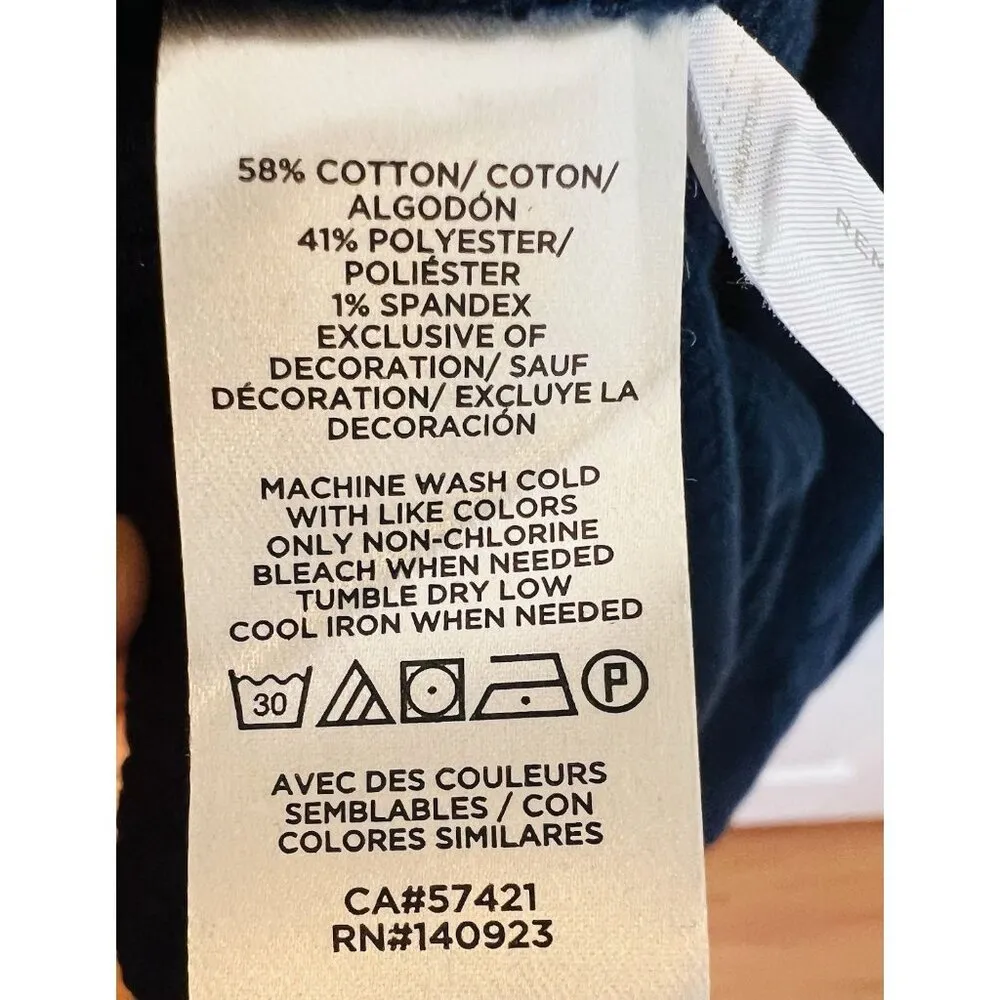 58% COTTON/ COTON/
ALGODÓN
41% POLYESTER/
POLIÉSTER
1% SPANDEX
EXCLUSIVE OF
DECORATION/ SAUF
DÉCORATION/ EXCLUYE LA
DECORACIÓN
MACHINE WASH COLD
WITH LIKE COLORS
ONLY NON-CHLORINE
BLEACH WHEN NEEDED
TUMBLE DRY LOW
COOL IRON WHEN NEEDED
30 P
AVEC DES COULEURS
SEMBLABLES / CON
COLORES SIMILARES
CA#57421
RN#140923